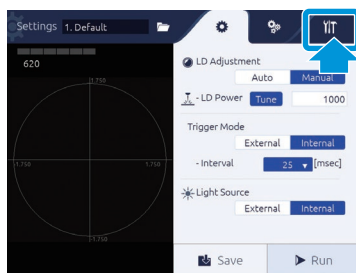 Settings 1. Default
620
1.750
-1.750
1.750
-1.750
LD Adjustment
Auto Manual
- LD Power Tune 1000
Trigger Mode
External Internal
- Interval 25 [msec]
Light Source
External Internal
Save Run